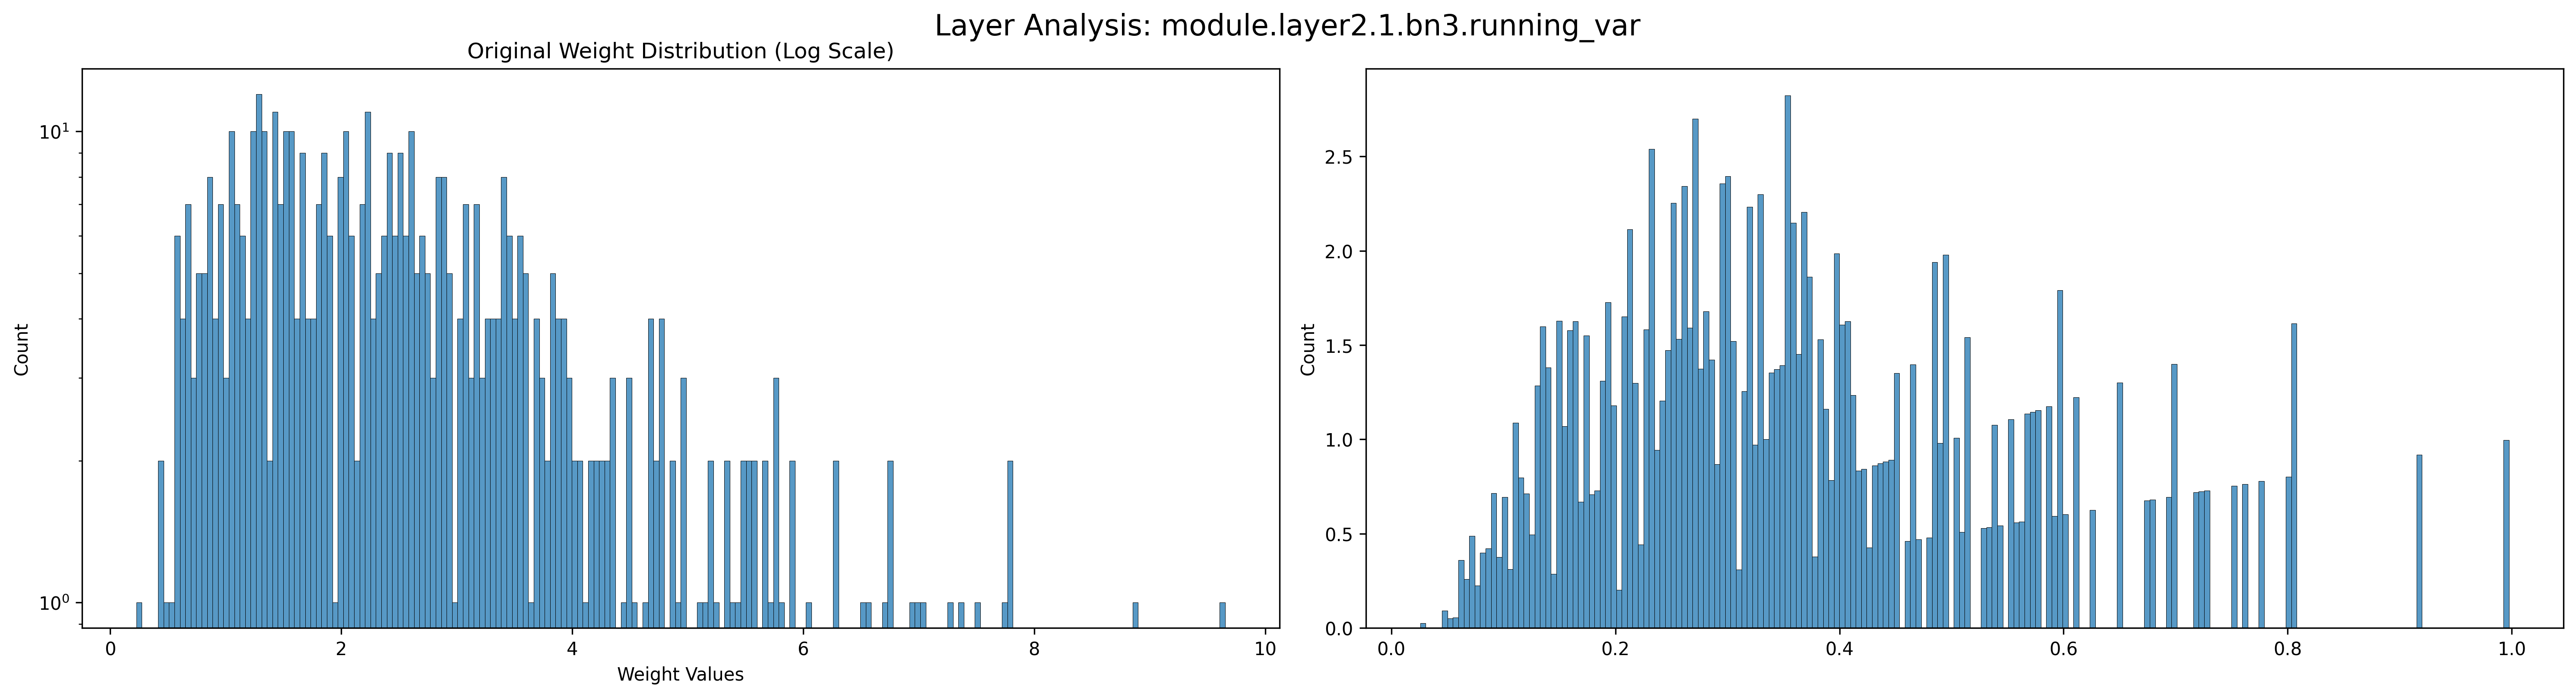 Layer Analysis: module.layer2.1.bn3.running_var
Original Weight Distribution (Log Scale)
Count
10¹
10⁰
0 2 4 6 8 10
Weight Values
Count
2.5
2.0
1.5
1.0
0.5
0.0
0.0 0.2 0.4 0.6 0.8 1.0